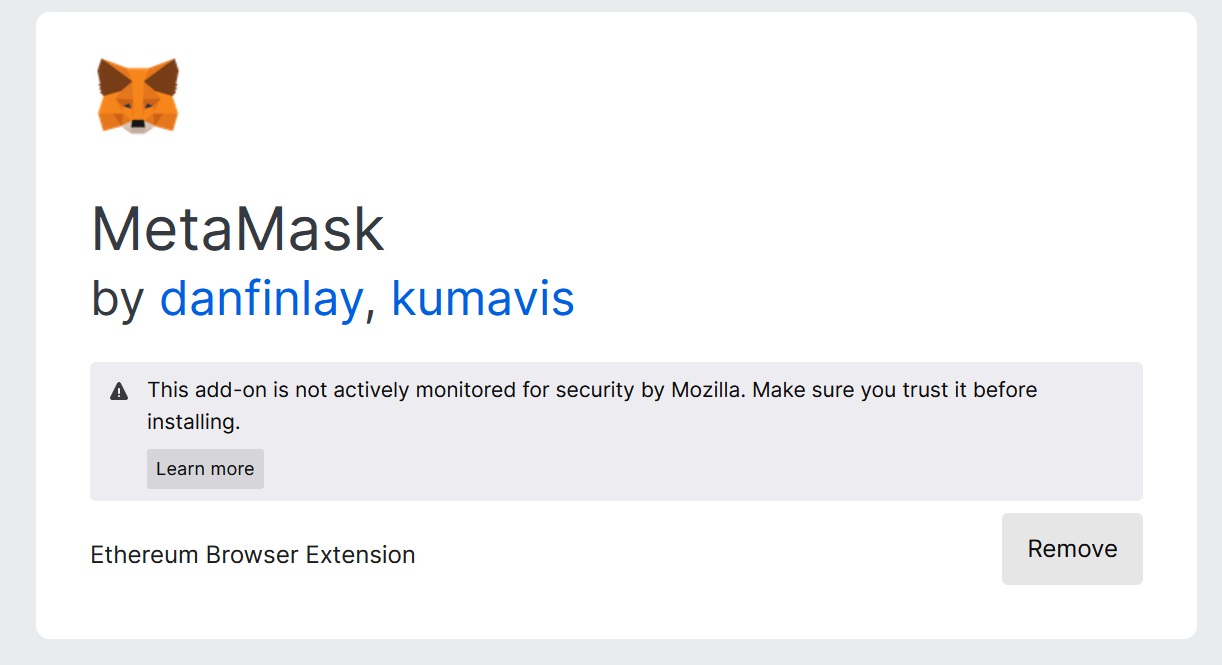 MetaMask
by danfinlay, kumavis
This add-on is not actively monitored for security by Mozilla. Make sure you trust it before
installing.
Learn more
Ethereum Browser Extension
Remove